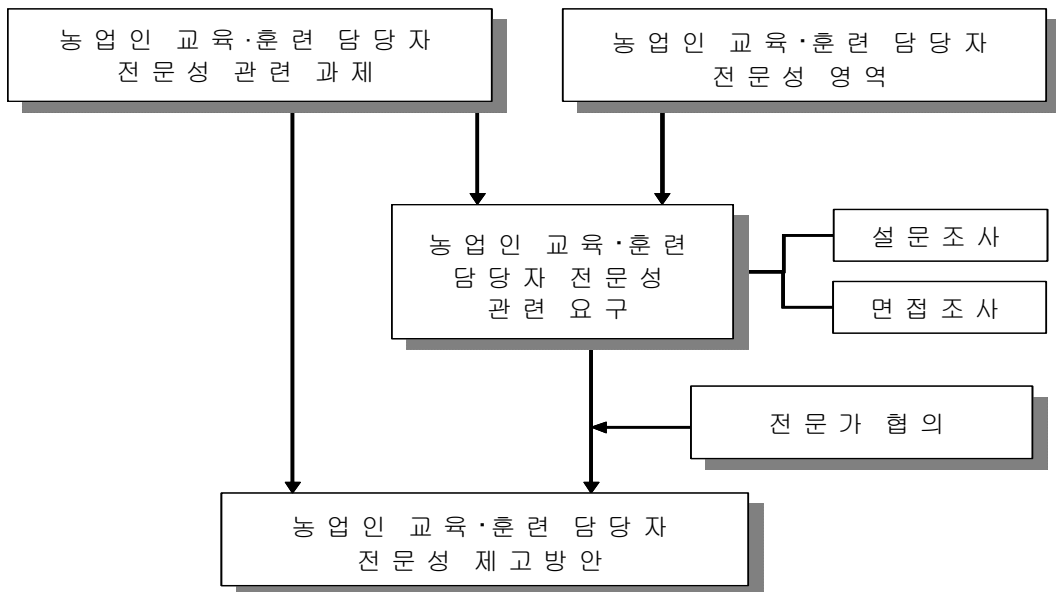 농업인 교육·훈련 담당자
전문성 관련 과제
농업인 교육·훈련 담당자
전문성 영역
농업인 교육·훈련
담당자 전문성
관련 요구
설문조사
면접조사
전문가 협의
농업인 교육·훈련 담당자
전문성 제고방안